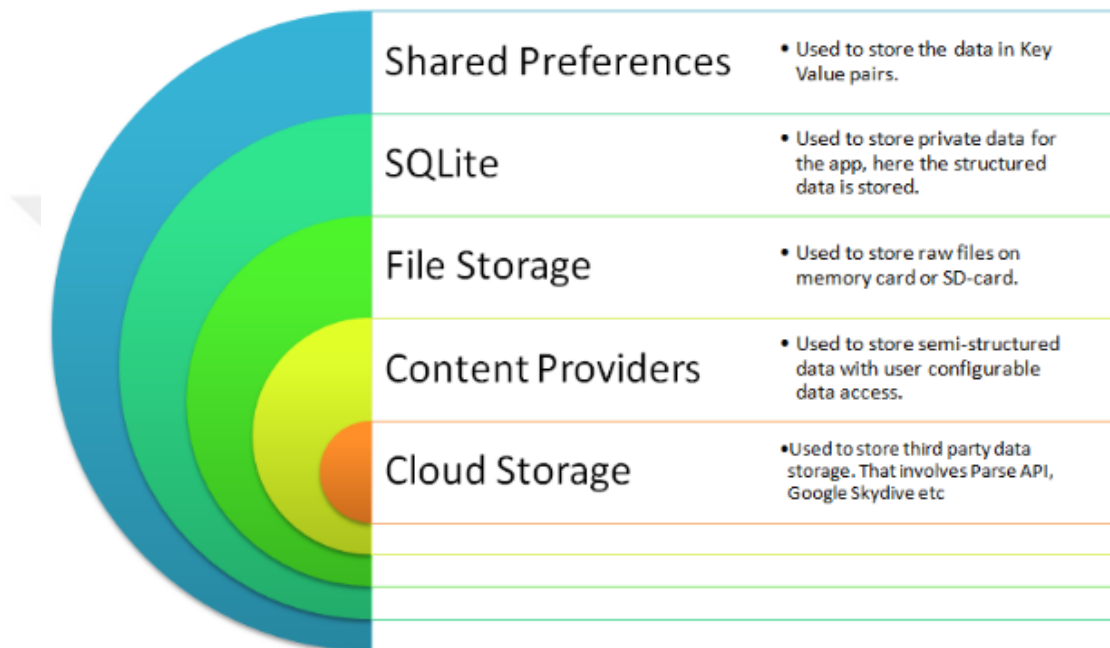 Shared Preferences
• Used to store the data in Key
Value pairs.
SQLite
• Used to store private data for
the app, here the structured
data is stored.
File Storage
• Used to store raw files on
memory card or SD-card.
Content Providers
• Used to store semi-structured
data with user configurable
data access.
Cloud Storage
•Used to store third party data
storage. That involves Parse API,
Google Skydive etc